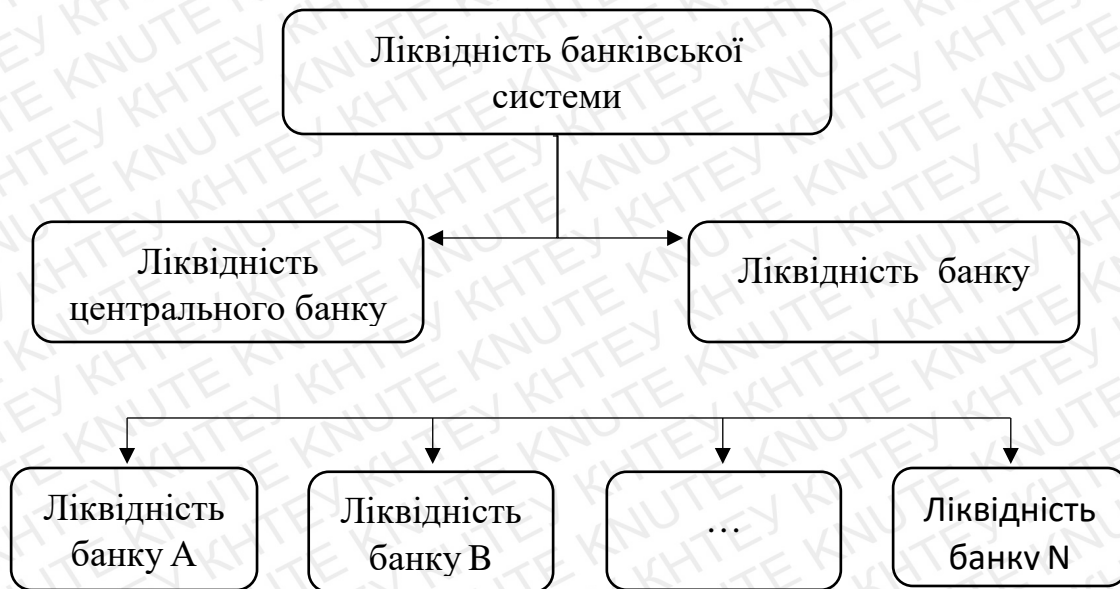 Ліквідність банківської
системи
Ліквідність
центрального банку
Ліквідність банку
Ліквідність
банку А
Ліквідність
банку В
…
Ліквідність
банку N